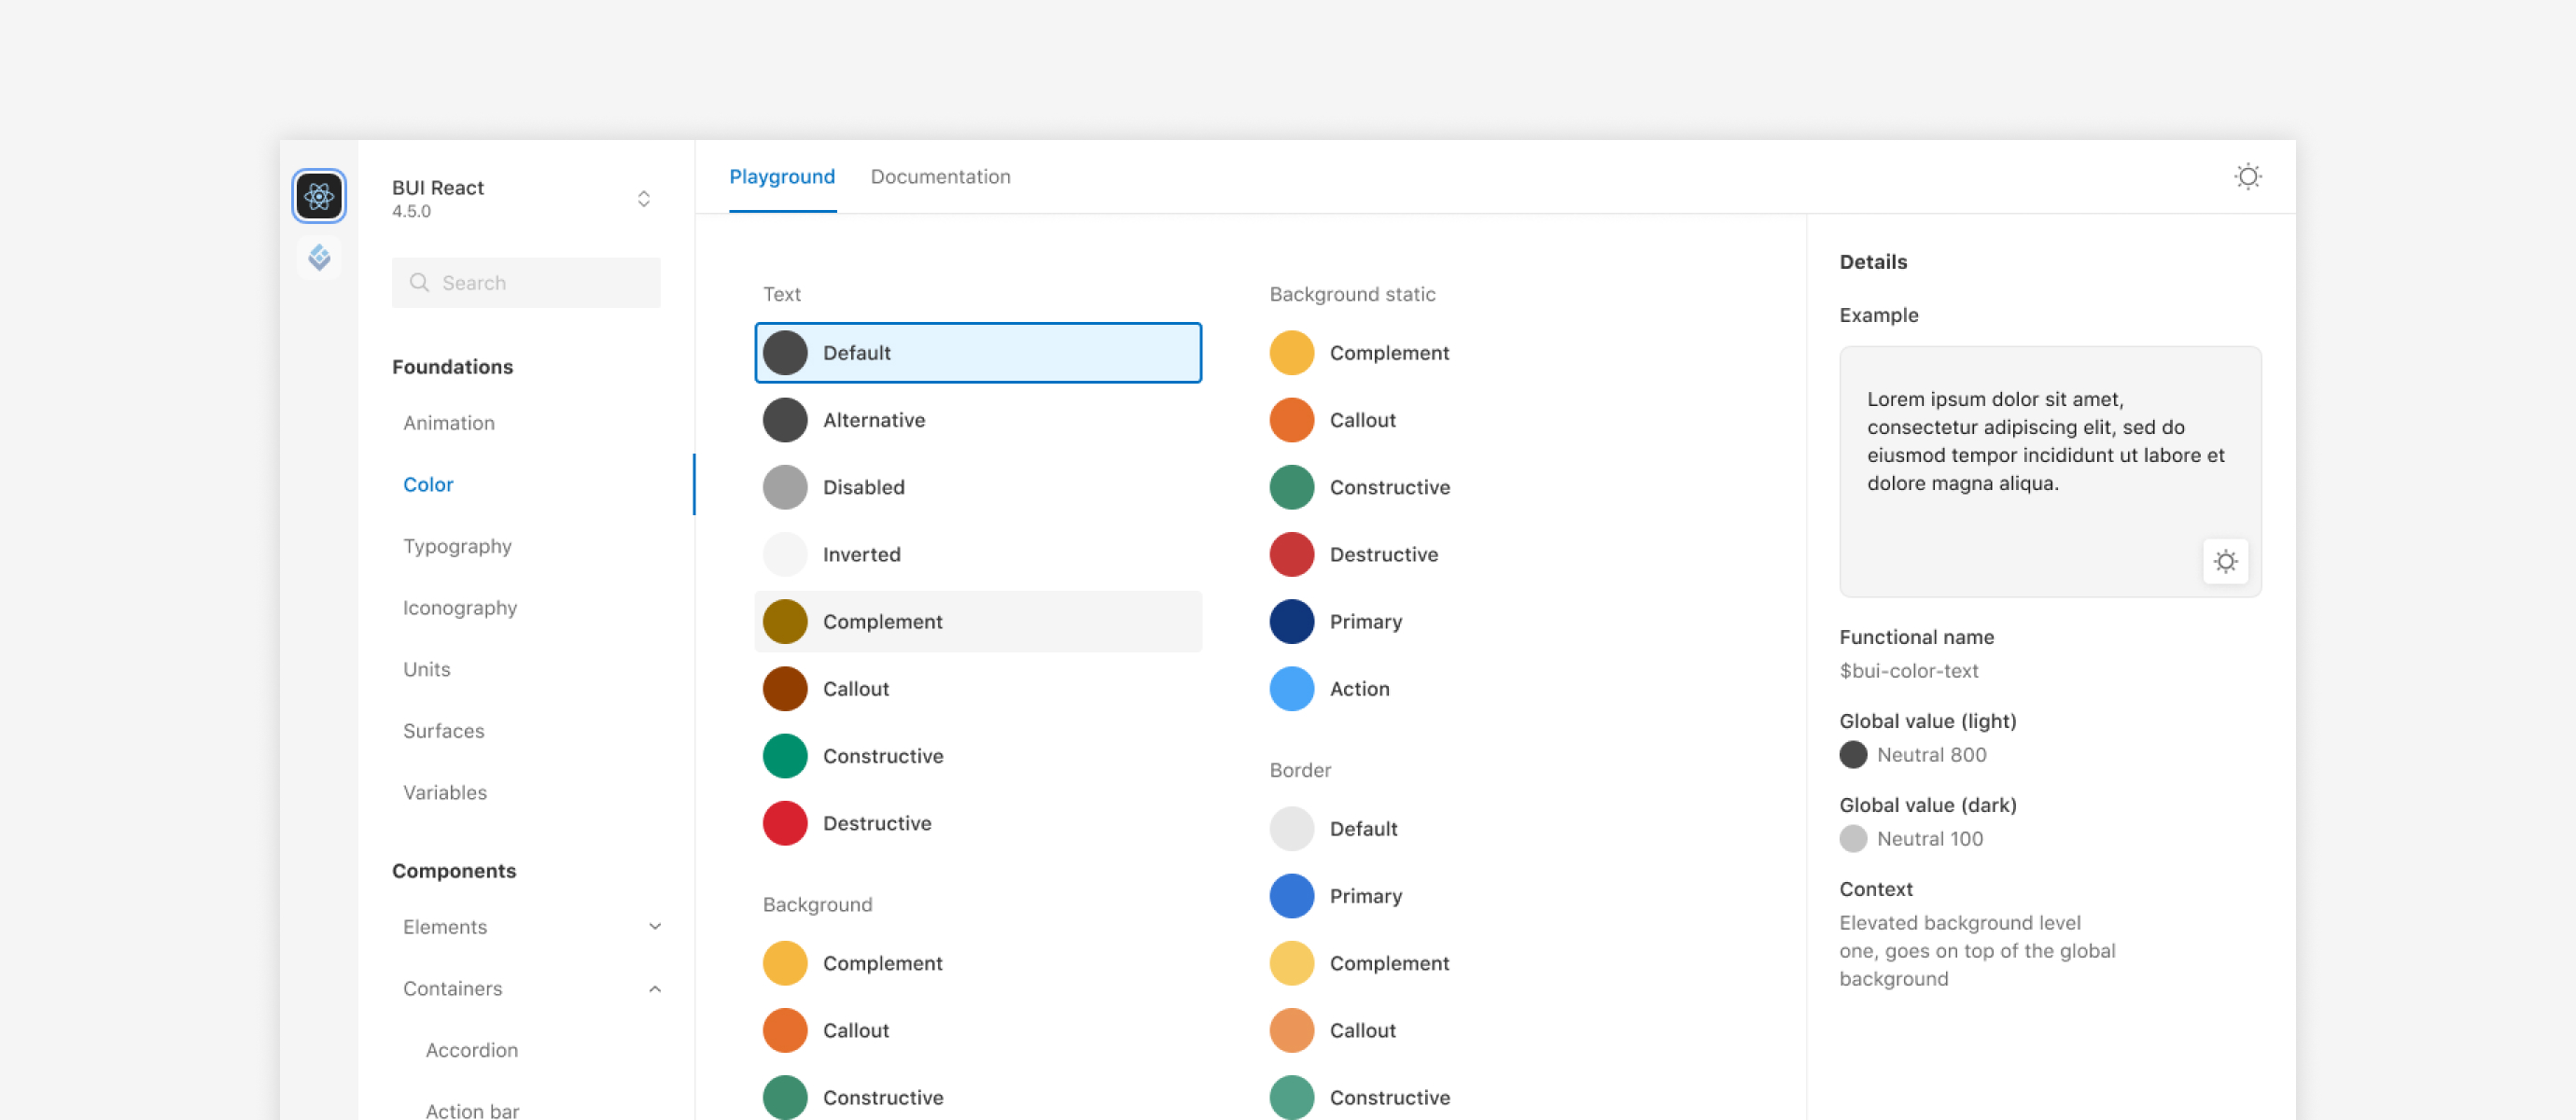 BUI React
4.5.0
Search
Foundations
Animation
Color
Typography
Iconography
Units
Surfaces
Variables
Components
Elements
Containers
Accordion
Action bar
Playground
Documentation
Text
Default
Alternative
Disabled
Inverted
Complement
Callout
Constructive
Destructive
Background
Complement
Callout
Constructive
Background static
Complement
Callout
Constructive
Destructive
Primary
Action
Border
Default
Primary
Complement
Callout
Constructive
Details
Example
Lorem ipsum dolor sit amet,
consectetur adipiscing elit, sed do
eiusmod tempor incididunt ut labore et
dolore magna aliqua.
Functional name
$bui-color-text
Global value (light)
Neutral 800
Global value (dark)
Neutral 100
Context
Elevated background level
one, goes on top of the global
background